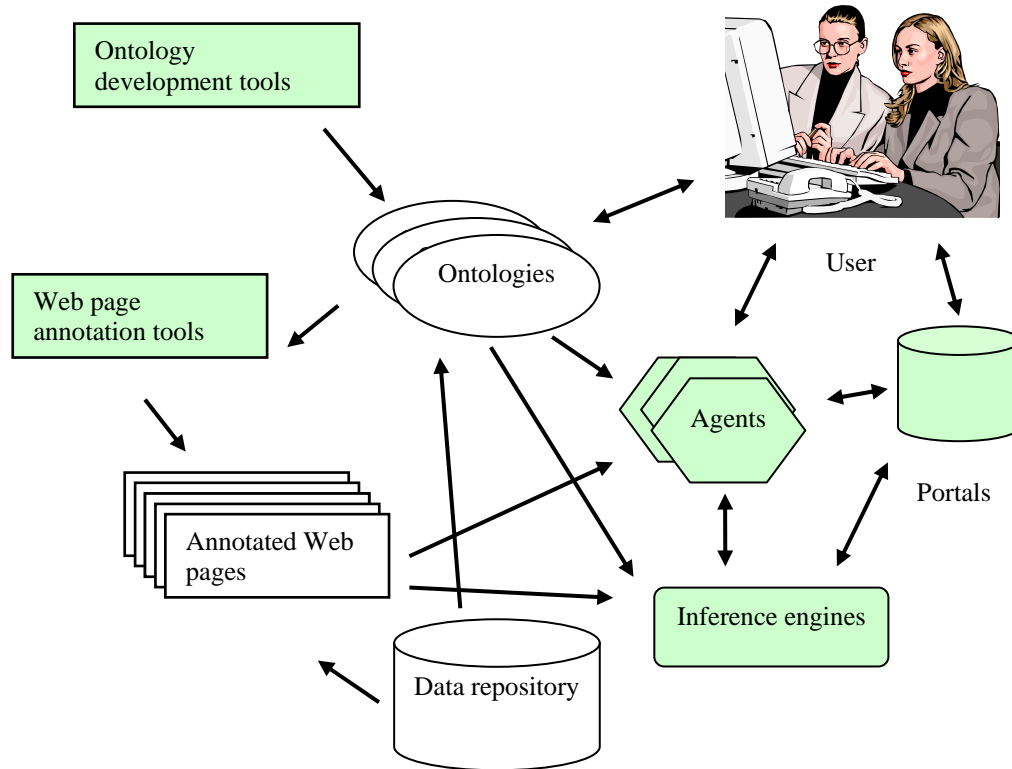 Ontology
development tools
User
Ontologies
Web page
annotation tools
Agents
Portals
Annotated Web
pages
Inference engines
Data repository